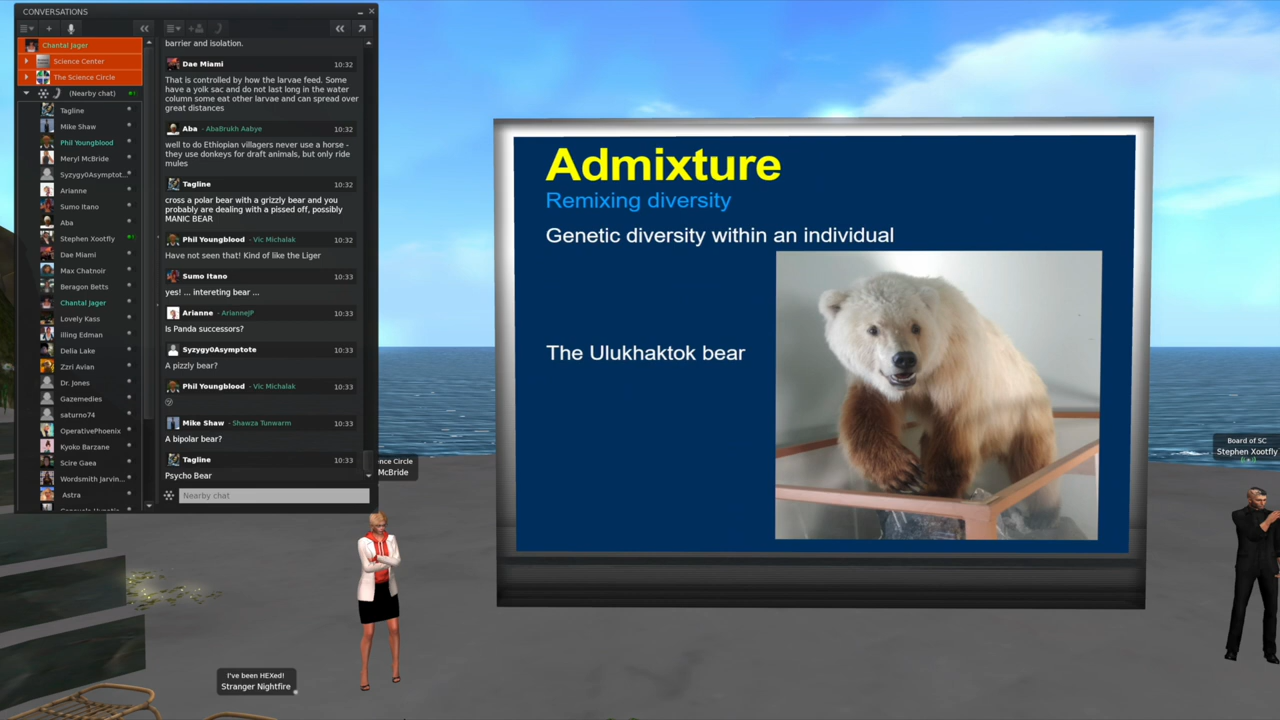 CONVERSATIONS
Chantal Jager
Science Center
The Science Circle
(Nearby chat)
Tagline
Mike Shaw
Phil Youngblood
Meryl McBride
Syzygy0Asymptot...
Arianne
Sumo Itano
Aba
Stephen Xootfly
Dae Miami
Max Chatnoir
Beragon Betts
Chantal Jager
Lovely Kass
Illing Edman
Delia Lake
Zzri Avian
Dr. Jones
Gazemedies
saturno74
OperativePhoenix
Kyoko Barzane
Scire Gaea
Wordsmith Jarvin...
Astra
barrier and isolation.
Dae Miami 10:32
That is controlled by how the larvae feed. Some
have a yolk sac and do not last long in the water
column some eat other larvae and can spread over
great distances
Aba - AbaBrukh Aabye 10:32
well to do Ethiopian villagers never use a horse -
they use donkeys for draft animals, but only ride
mules
Tagline 10:32
cross a polar bear with a grizzly bear and you
probably are dealing with a pissed off, possibly
MANIC BEAR
Phil Youngblood - Vic Michalak 10:32
Have not seen that! Kind of like the Liger
Sumo Itano 10:33
yes! ... intereting bear ...
Arianne - ArianneJP 10:33
Is Panda successors?
Syzygy0Asymptote 10:33
A pizzly bear?
Phil Youngblood - Vic Michalak 10:33
Mike Shaw - Shawza Tunwarm 10:33
A bipolar bear?
Tagline 10:33
Psycho Bear
Nearby chat
Admixture
Remixing diversity
Genetic diversity within an individual
The Ulukhaktok bear
nce Circle
McBride
Board of SC
Stephen Xootfly
I've been HEXed!
Stranger Nightfire